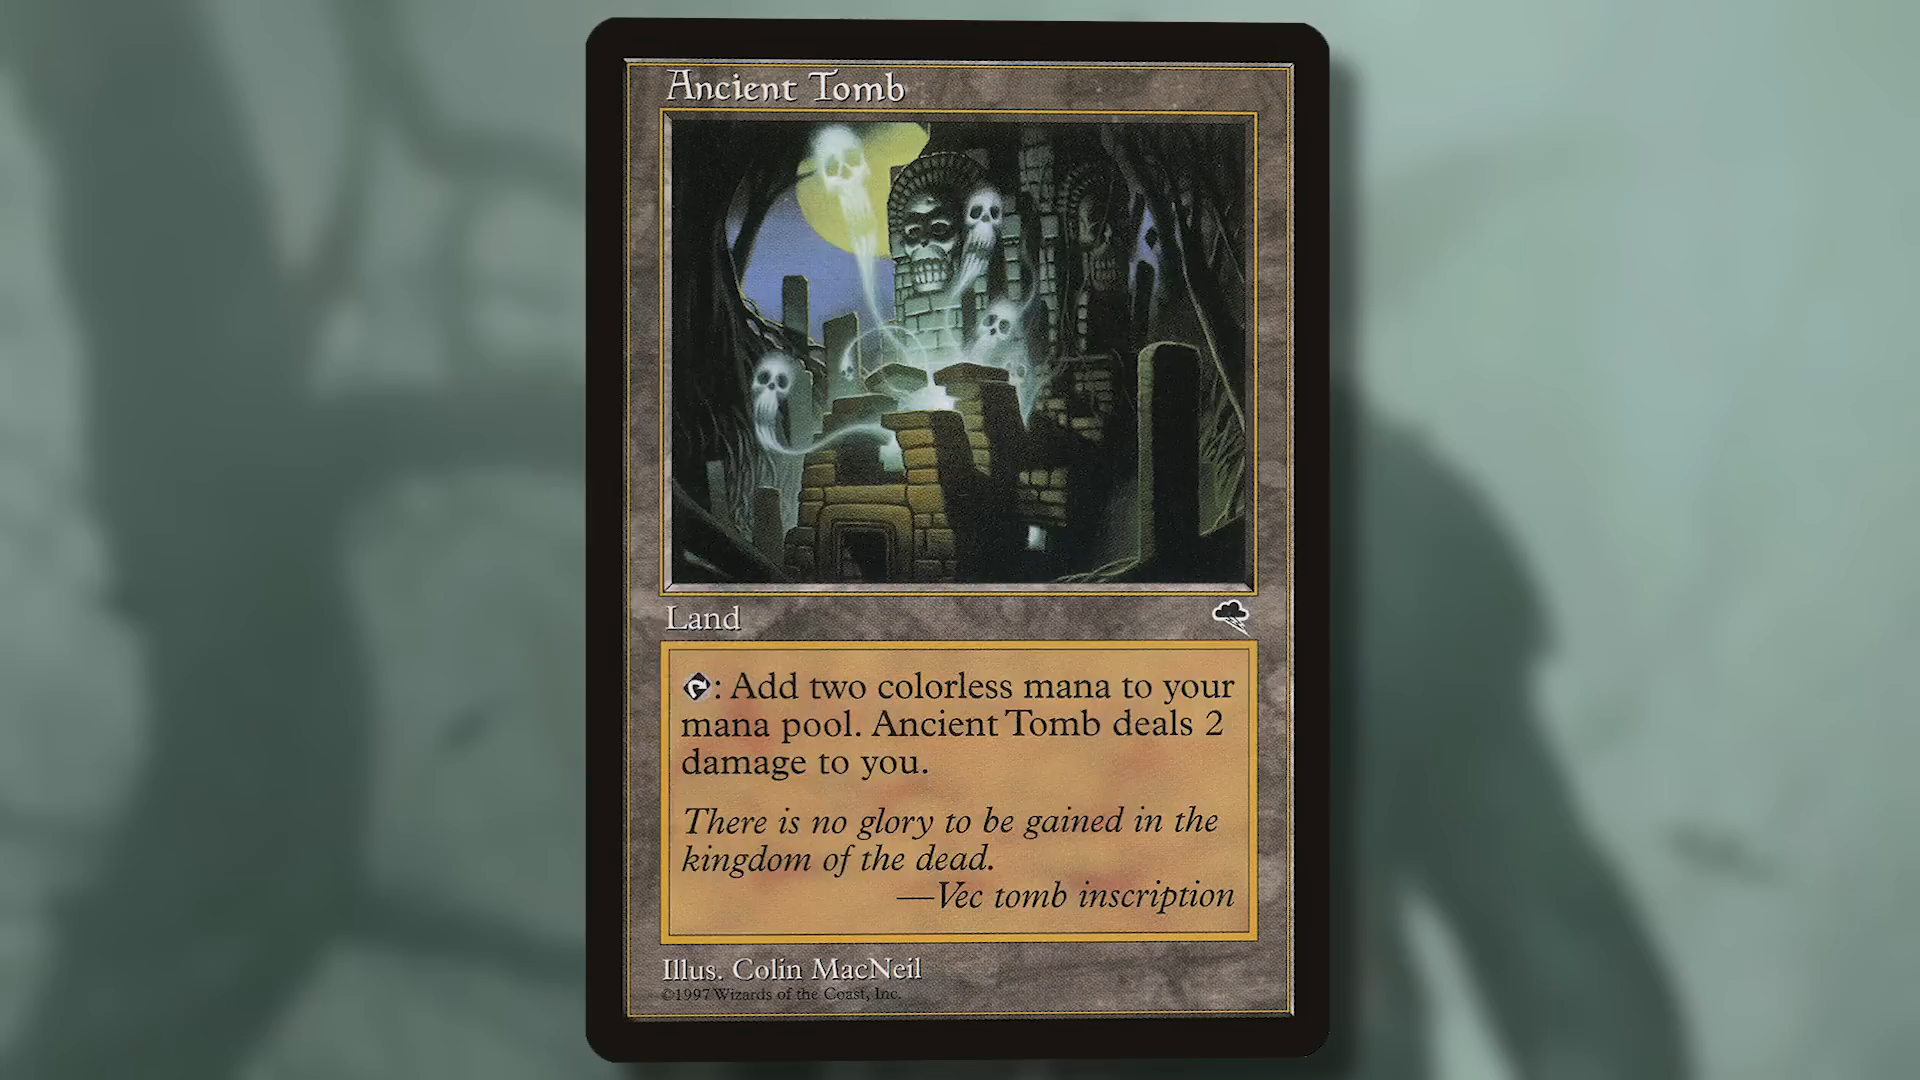 Ancient Tomb
Land
: Add two colorless mana to your
mana pool. Ancient Tomb deals 2
damage to you.
There is no glory to be gained in the
kingdom of the dead.
—Vec tomb inscription
Illus. Colin MacNeil
©1997 Wizards of the Coast, Inc.